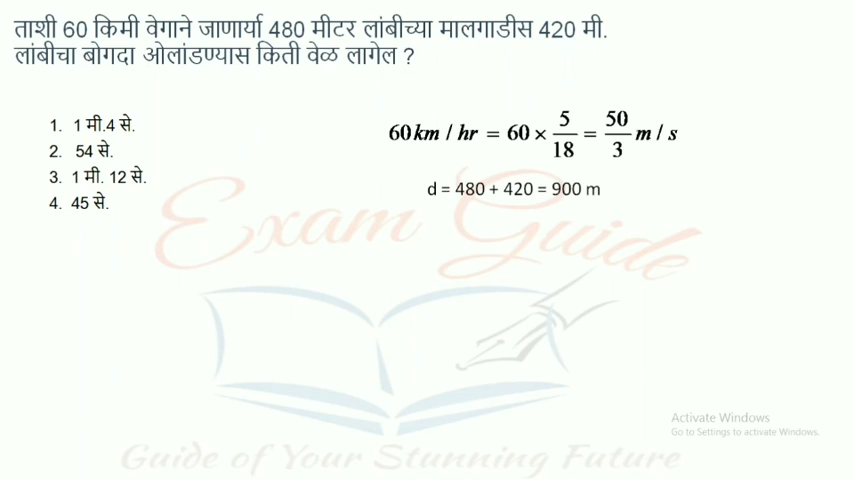 ताशी 60 किमी वेगाने जाणार्या 480 मीटर लांबीच्या मालगाडीस 420 मी.
लांबीचा बोगदा ओलांडण्यास किती वेळ लागेल ?
1. 1 मी.4 से.
2. 54 से.
3. 1 मी. 12 से.
4. 45 से.
60 km / hr = 60 × 5/18 = 50/3 m / s
d = 480 + 420 = 900 m
Exam Guide
Activate Windows
Go to Settings to activate Windows.
Guide of Your Stunning Future